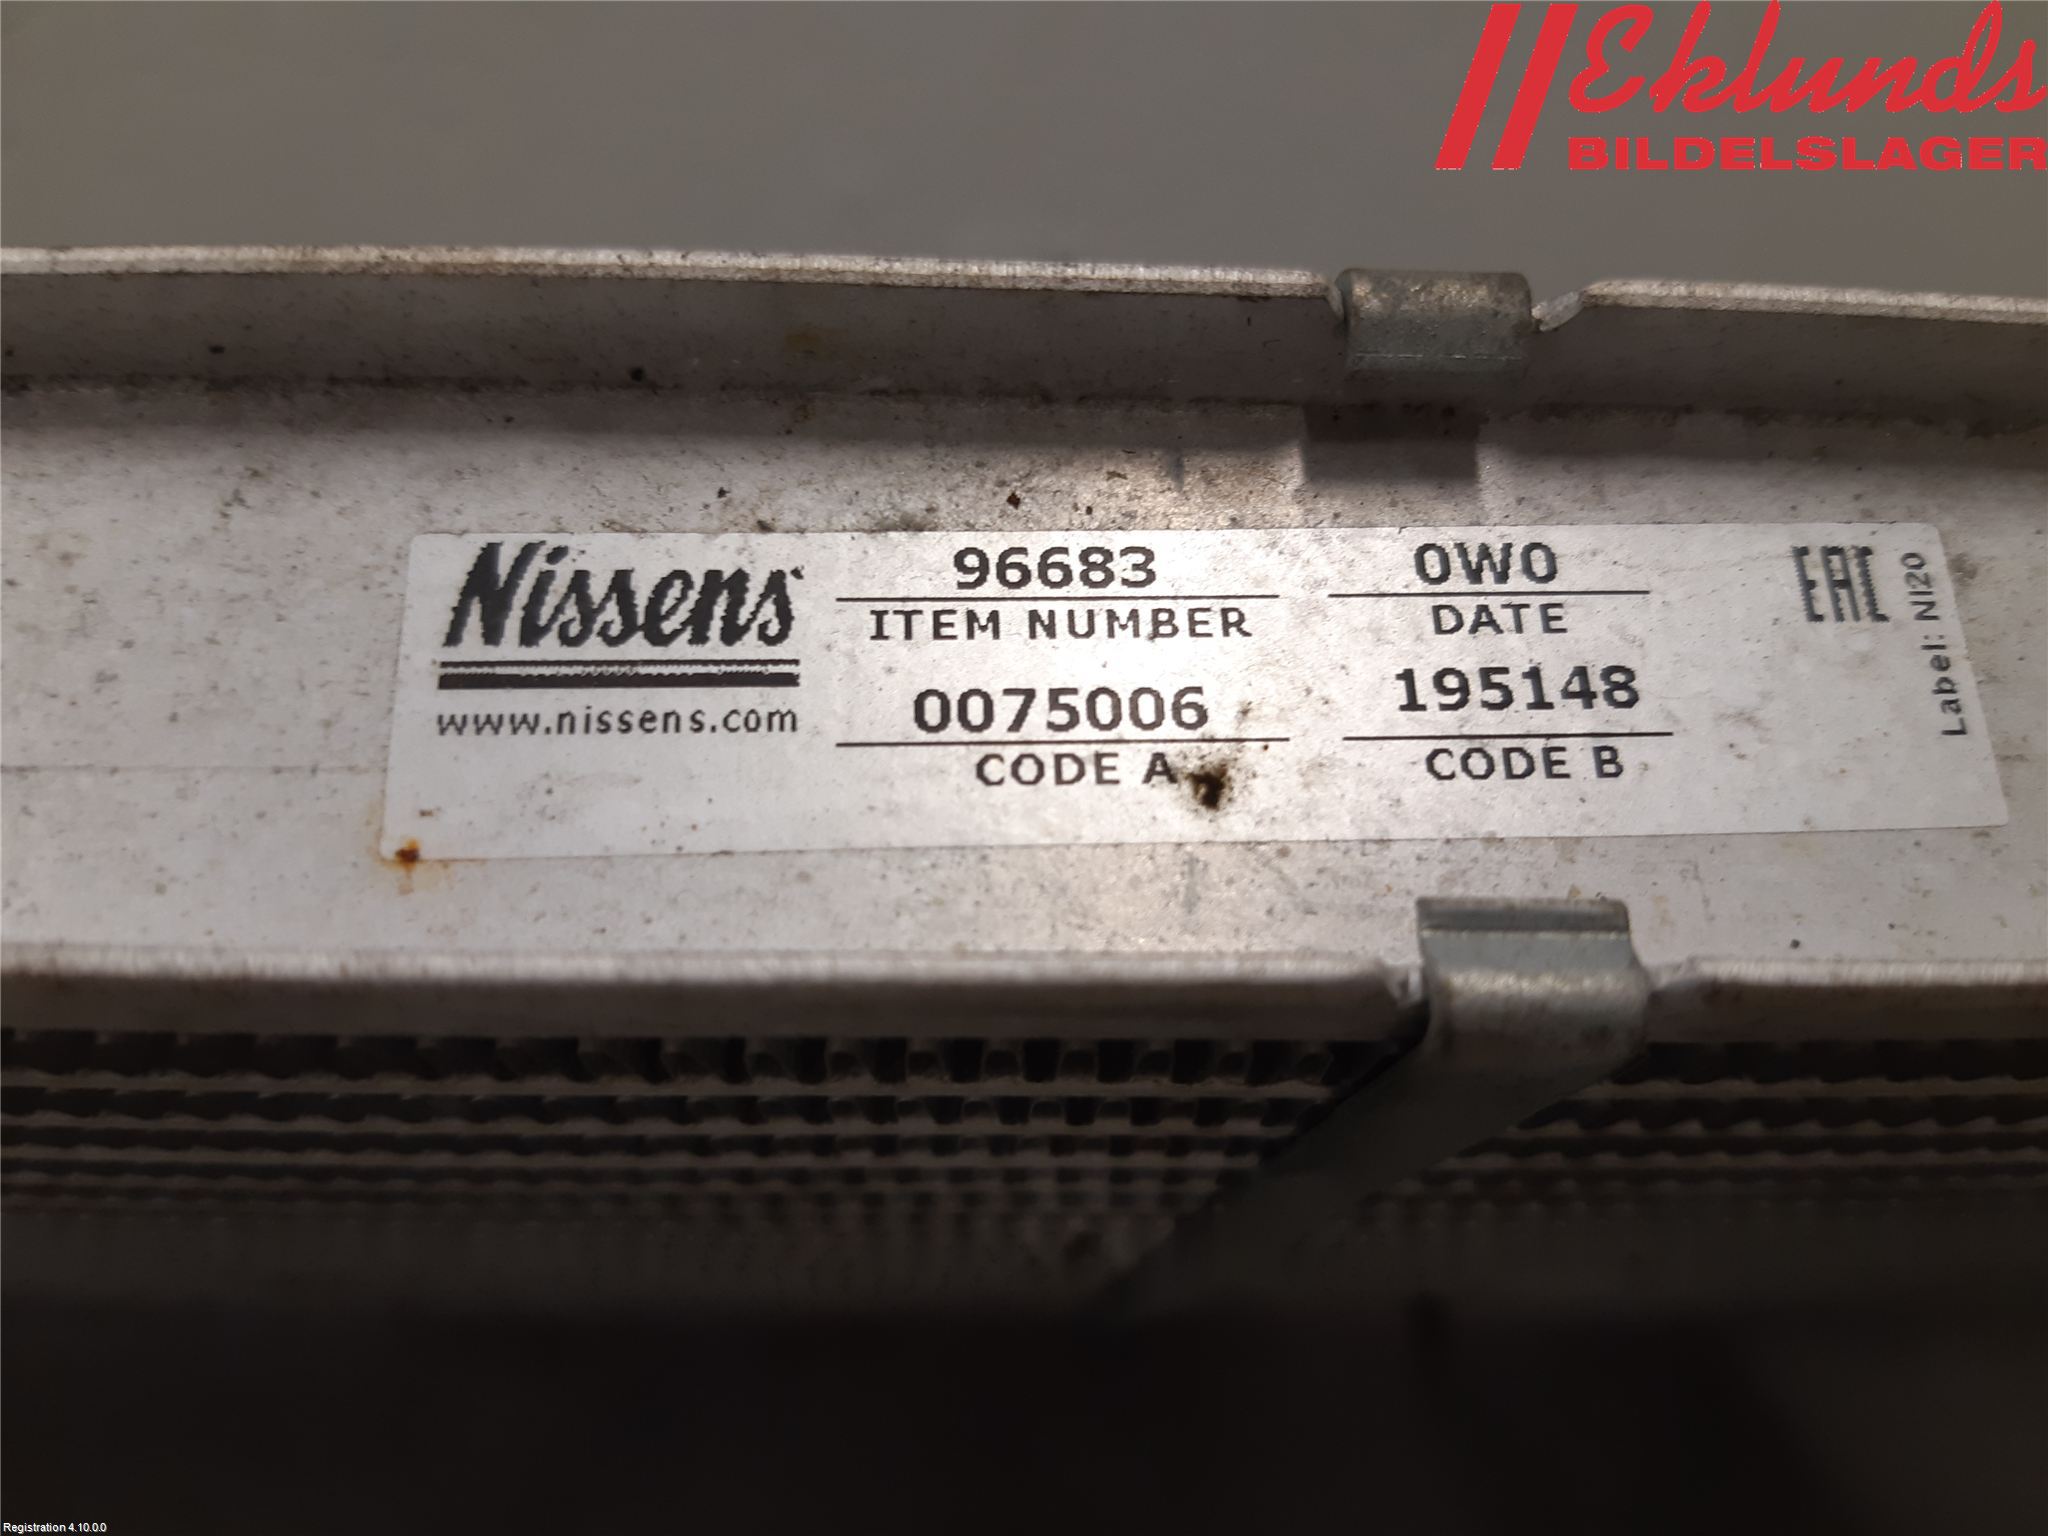 Eklunds
BILDELSLAGER
Nissens
www.nissens.com
96683
ITEM NUMBER
0075006
CODE A
0W0
DATE
195148
CODE B
EAC
Label: NI20
Registration 4.10.0.0